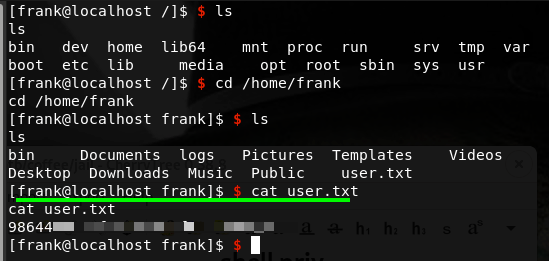 [frank@localhost /]$ $ ls
ls
bin dev home lib64 mnt proc run srv tmp var
boot etc lib media opt root sbin sys usr
[frank@localhost /]$ $ cd /home/frank
cd /home/frank
[frank@localhost frank]$ $ ls
ls
bin Documents logs Pictures Templates Videos
Desktop Downloads Music Public user.txt
[frank@localhost frank]$ $ cat user.txt
cat user.txt
98644
[frank@localhost frank]$ $